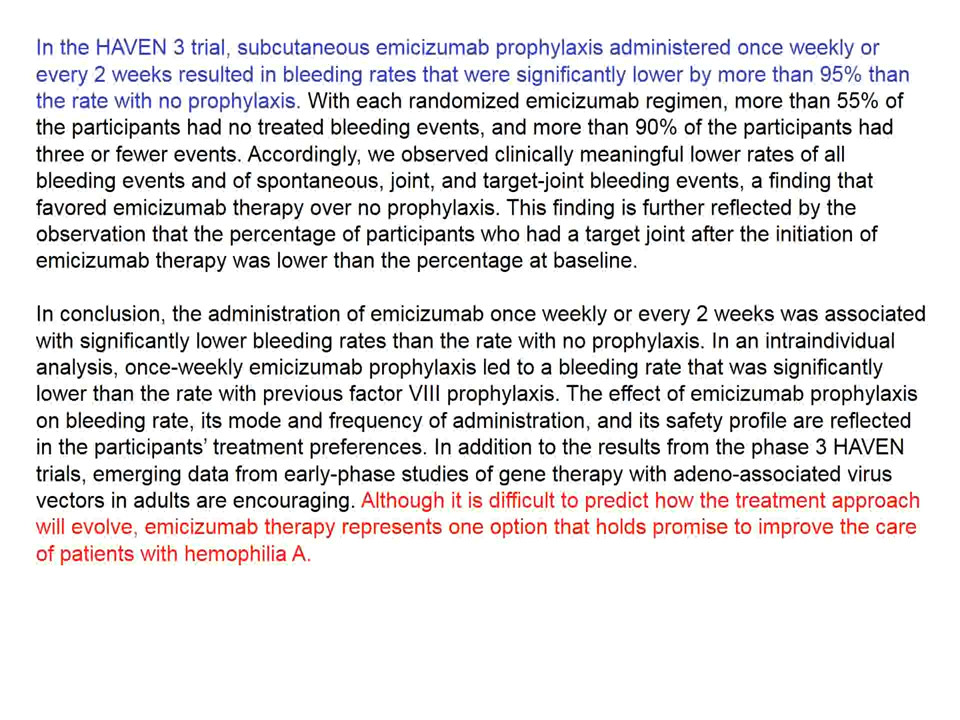 In the HAVEN 3 trial, subcutaneous emicizumab prophylaxis administered once weekly or
every 2 weeks resulted in bleeding rates that were significantly lower by more than 95% than
the rate with no prophylaxis. With each randomized emicizumab regimen, more than 55% of
the participants had no treated bleeding events, and more than 90% of the participants had
three or fewer events. Accordingly, we observed clinically meaningful lower rates of all
bleeding events and of spontaneous, joint, and target-joint bleeding events, a finding that
favored emicizumab therapy over no prophylaxis. This finding is further reflected by the
observation that the percentage of participants who had a target joint after the initiation of
emicizumab therapy was lower than the percentage at baseline.
In conclusion, the administration of emicizumab once weekly or every 2 weeks was associated
with significantly lower bleeding rates than the rate with no prophylaxis. In an intraindividual
analysis, once-weekly emicizumab prophylaxis led to a bleeding rate that was significantly
lower than the rate with previous factor VIII prophylaxis. The effect of emicizumab prophylaxis
on bleeding rate, its mode and frequency of administration, and its safety profile are reflected
in the participants’ treatment preferences. In addition to the results from the phase 3 HAVEN
trials, emerging data from early-phase studies of gene therapy with adeno-associated virus
vectors in adults are encouraging. Although it is difficult to predict how the treatment approach
will evolve, emicizumab therapy represents one option that holds promise to improve the care
of patients with hemophilia A.